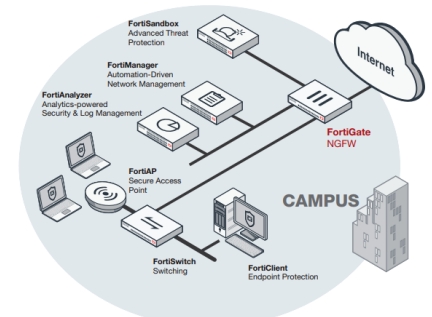 FortiSandbox
Advanced Threat
Protection
FortiManager
Automation-Driven
Network Management
FortiAnalyzer
Analytics-powered
Security & Log Management
Internet
FortiGate
NGFW
FortiAP
Secure Access
Point
CAMPUS
FortiSwitch
Switching
FortiClient
Endpoint Protection